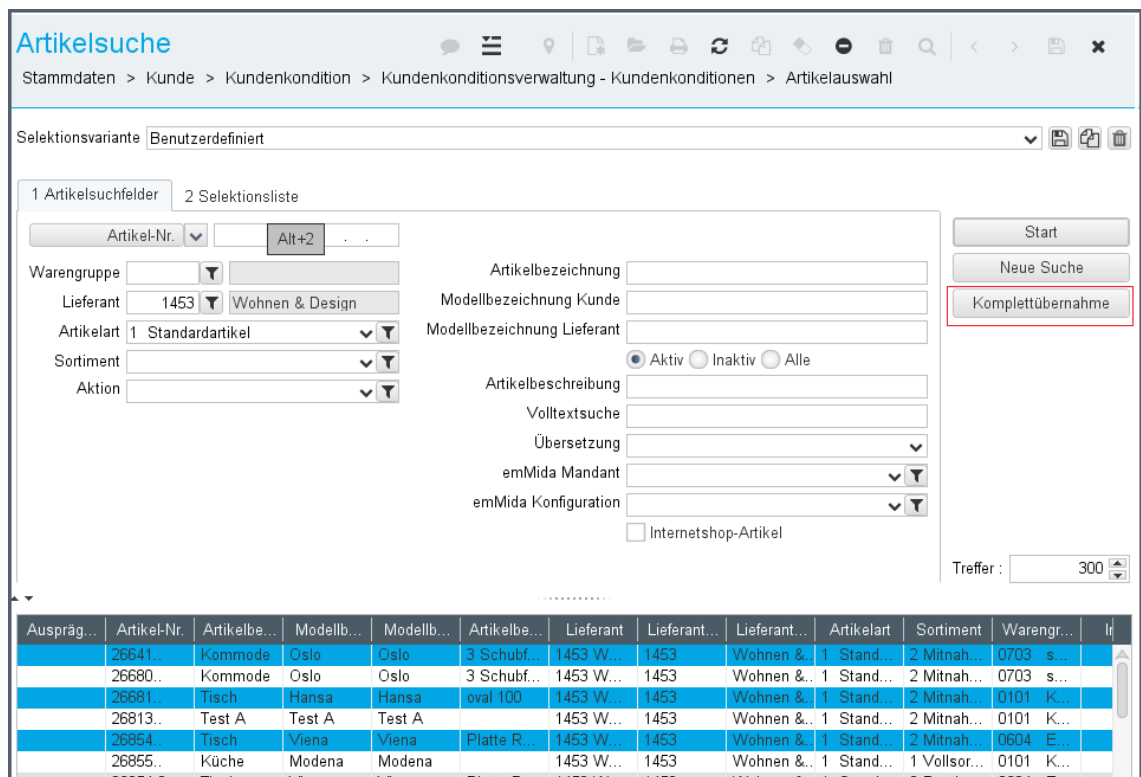 Artikelsuche
Stammdaten > Kunde > Kundenkondition > Kundenkonditionsverwaltung - Kundenkonditionen > Artikelauswahl
Selektionsvariante Benutzerdefiniert
1 Artikelsuchfelder 2 Selektionsliste
Artikel-Nr. Alt+2 . .
Start
Warengruppe
Artikelbezeichnung
Neue Suche
Lieferant 1453 Wohnen & Design
Modellbezeichnung Kunde
Komplettübernahme
Artikelart 1 Standardartikel
Modellbezeichnung Lieferant
Sortiment
Aktiv Inaktiv Alle
Aktion
Artikelbeschreibung
Volltextsuche
Übersetzung
emMida Mandant
emMida Konfiguration
Internetshop-Artikel
Treffer : 300
Auspräg... Artikel-Nr. Artikelbe... Modellb... Modellb... Artikelbe... Lieferant Lieferant... Lieferant... Artikelart Sortiment Warengr...
26641.. Kommode Oslo Oslo 3 Schubf... 1453 W... 1453 Wohnen &.. 1 Stand... 2 Mitnah... 0703 s...
26680.. Kommode Oslo Oslo 3 Schubf... 1453 W... 1453 Wohnen &.. 1 Stand... 2 Mitnah... 0703 s...
26681.. Tisch Hansa Hansa oval 100 1453 W... 1453 Wohnen &.. 1 Stand... 2 Mitnah... 0101 K...
26813.. Test A Test A Test A 1453 W... 1453 Wohnen &.. 1 Stand... 2 Mitnah... 0101 K...
26854.. Tisch Viena Viena Platte R... 1453 W... 1453 Wohnen &.. 1 Stand... 2 Mitnah... 0604 E...
26855.. Küche Modena Modena 1453 W... 1453 Wohnen &.. 1 Stand... 1 Vollsor... 0101 K...